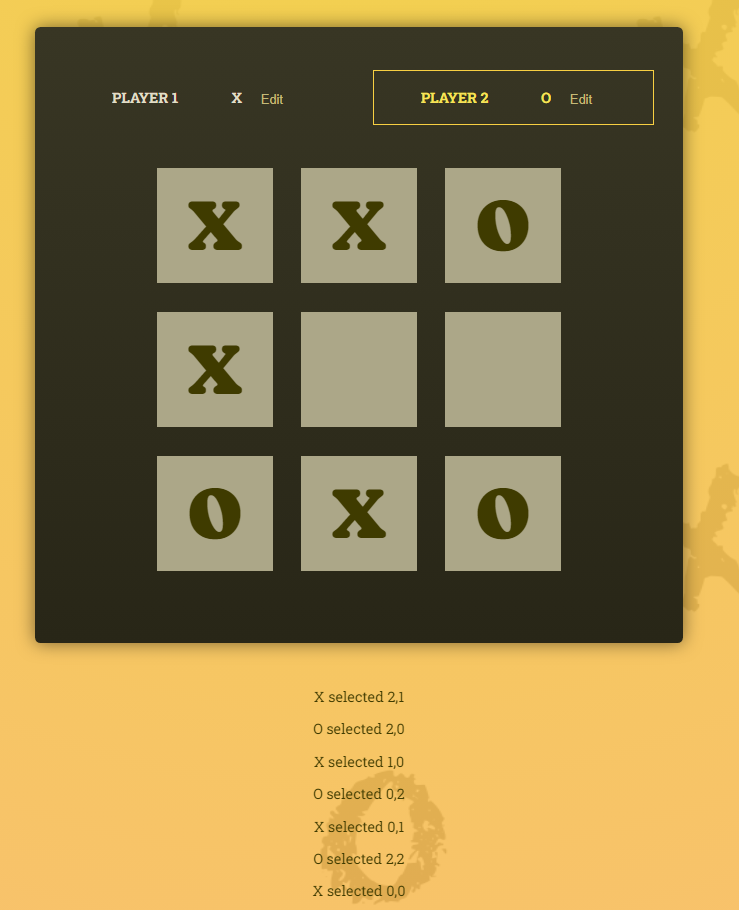 PLAYER 1 X Edit PLAYER 2 O Edit
X X O
X
O X O
X selected 2,1
O selected 2,0
X selected 1,0
O selected 0,2
X selected 0,1
O selected 2,2
X selected 0,0